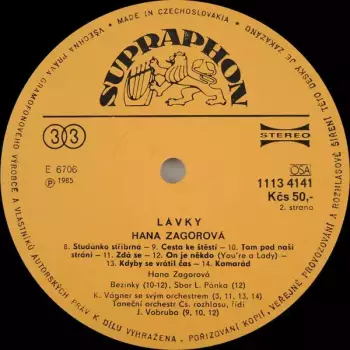 MADE IN CZECHOSLOVAKIA
VŠECHNA PRÁVA GRAMOFONOVÉHO VÝROBCE A VLASTNÍKŮ AUTORSKÝCH PRAV K DÍLU VYHRAZENA. POŘIZOVÁNÍ KOPIÍ, VEŘEJNÉ PROVOZOVÁNÍ A ROZHLASOVÉ ŠÍŘENÍ TÉTO DESKY JE ZAKÁZÁNO
SUPRAPHON
33
STEREO
E 6706
℗ 1985
OSA
1113 4141
Kčs 50,-
2. strana
LÁVKY
HANA ZAGOROVÁ
8. Studánko stříbrná – 9. Cesta ke štěstí – 10. Tam pod naší
strání – 11. Zdá se – 12. On je někdo (You're a Lady) –
13. Kdyby se vrátil čas – 14. Kamarád
Hana Zagorová
Bezinky (10-12), Sbor L. Pánka (12)
K. Vágner se svým orchestrem (8, 11, 13, 14)
Taneční orchestr Čs. rozhlasu, řídí
J. Vobruba (9, 10, 12)